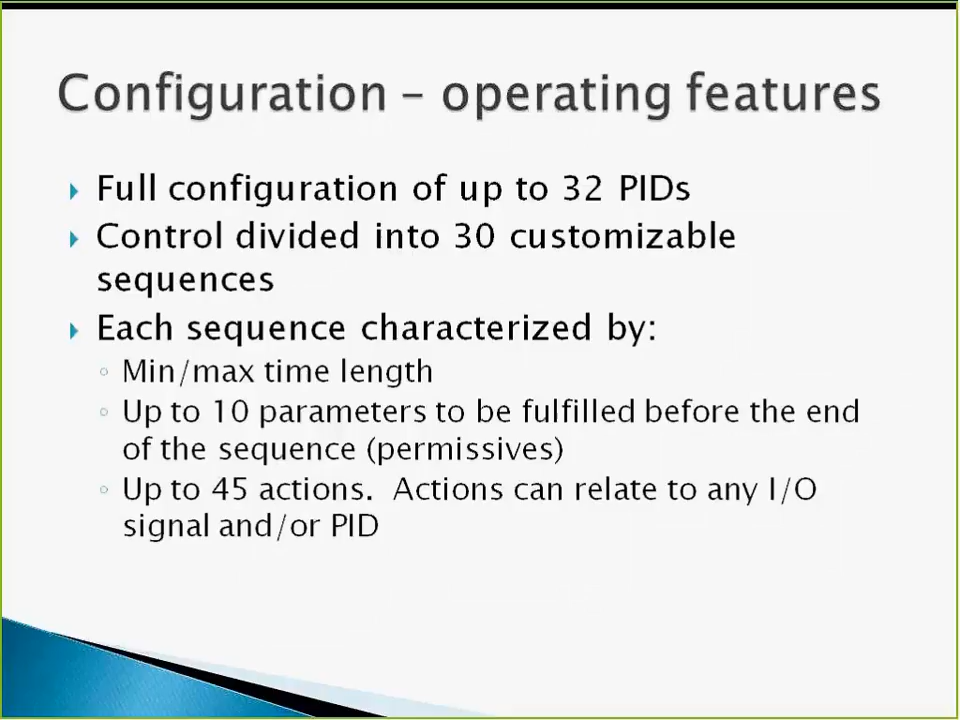 Configuration – operating features
Full configuration of up to 32 PIDs
Control divided into 30 customizable
sequences
Each sequence characterized by:
Min/max time length
Up to 10 parameters to be fulfilled before the end
of the sequence (permissives)
Up to 45 actions.  Actions can relate to any I/O
signal and/or PID